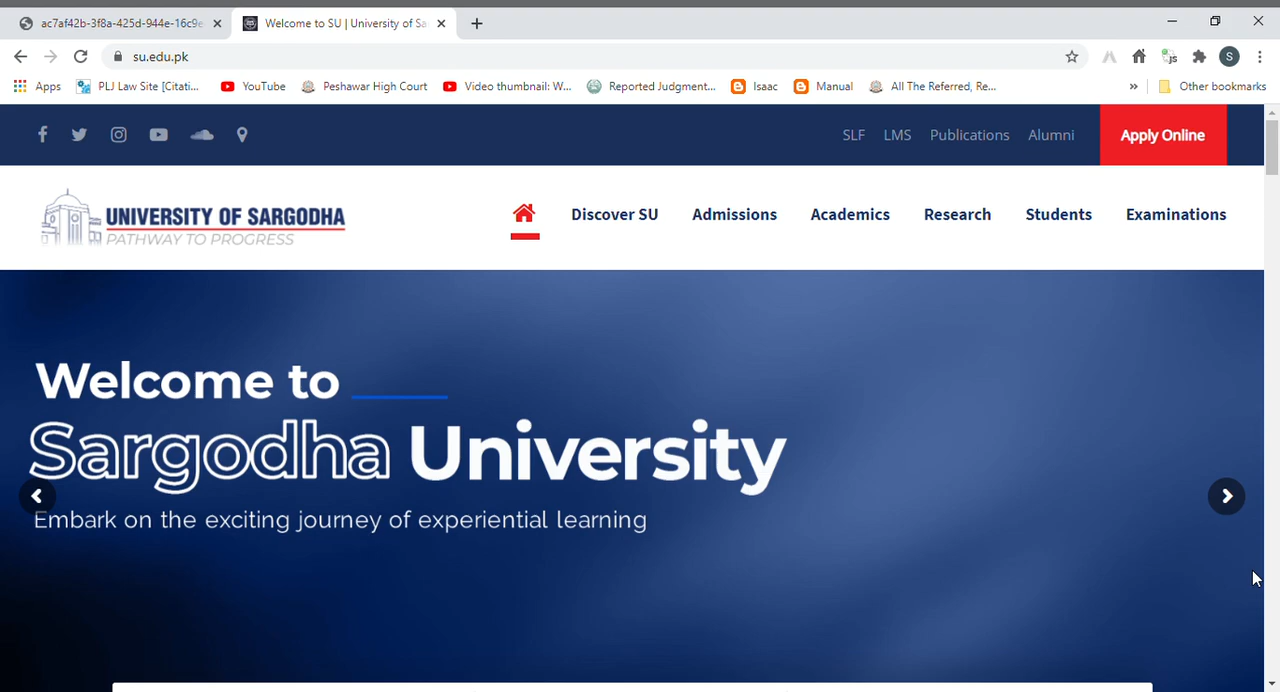 ac7af42b-3f8a-425d-944e-16c9e
Welcome to SU | University of Sa
su.edu.pk
S
Apps
PLJ Law Site [Citati...
YouTube
Peshawar High Court
Video thumbnail: W...
Reported Judgment...
Isaac
Manual
All The Referred, Re...
»
Other bookmarks
SLF
LMS
Publications
Alumni
Apply Online
UNIVERSITY OF SARGODHA
PATHWAY TO PROGRESS
Discover SU
Admissions
Academics
Research
Students
Examinations
Welcome to
Sargodha University
Embark on the exciting journey of experiential learning